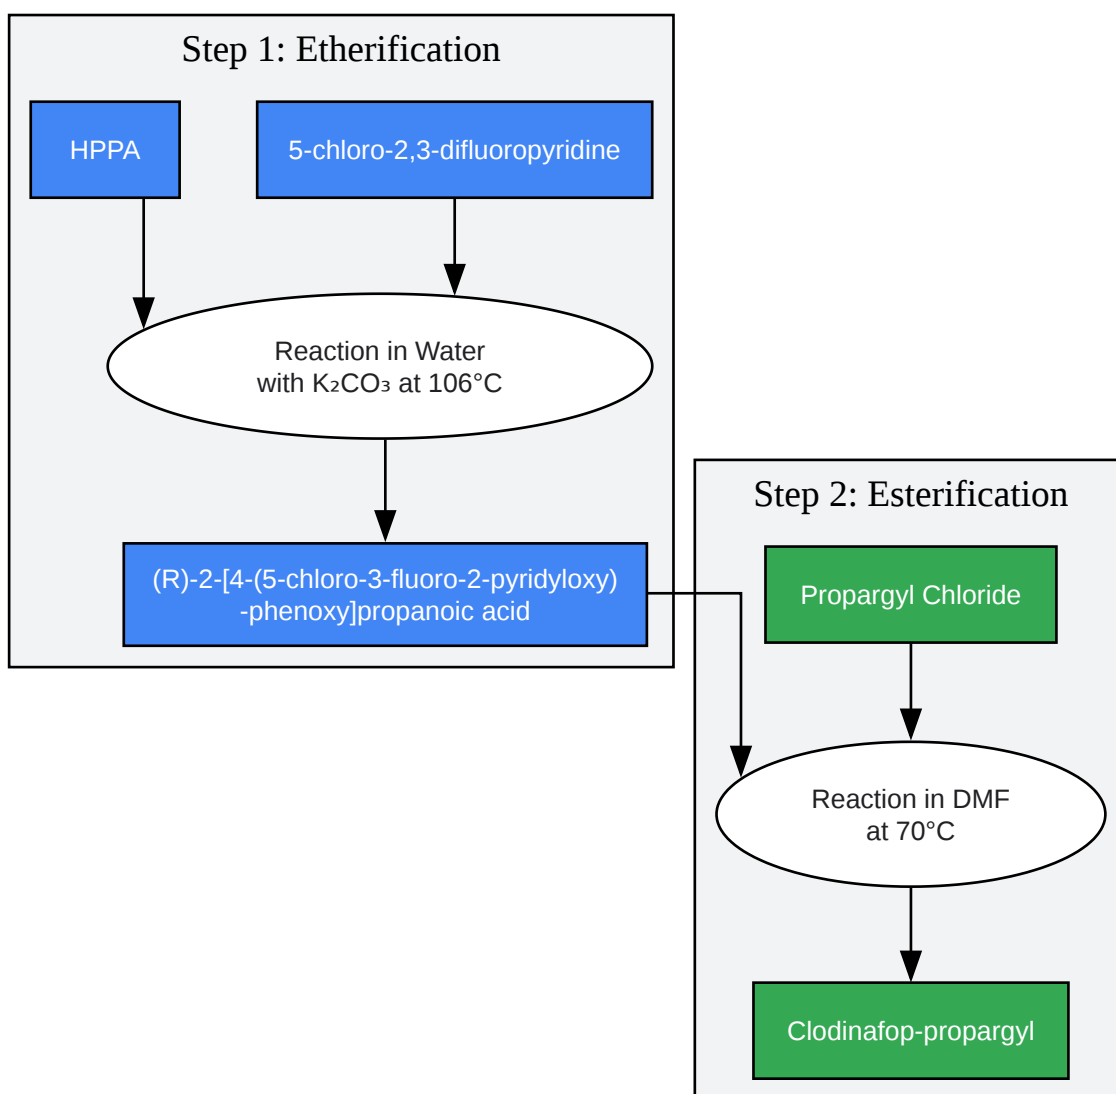 Step 1: Etherification
HPPA
5-chloro-2,3-difluoropyridine
Reaction in Water
with K₂CO₃ at 106°C
(R)-2-[4-(5-chloro-3-fluoro-2-pyridyloxy)
-phenoxy]propanoic acid
Step 2: Esterification
Propargyl Chloride
Reaction in DMF
at 70°C
Clodinafop-propargyl